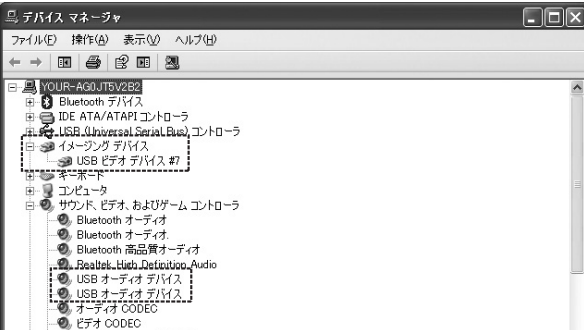 デバイス マネージャ
ファイル(F) 操作(A) 表示(V) ヘルプ(H)
YOUR-AG0JT5V2B2
Bluetooth デバイス
IDE ATA/ATAPI コントローラ
USB (Universal Serial Bus) コントローラ
イメージング デバイス
USB ビデオ デバイス #7
キーボード
コンピュータ
サウンド、ビデオ、およびゲーム コントローラ
Bluetooth オーディオ
Bluetooth オーディオ.
Bluetooth 高品質オーディオ
Realtek High Definition Audio
USB オーディオ デバイス
USB オーディオ デバイス
オーディオ CODEC
ビデオ CODEC